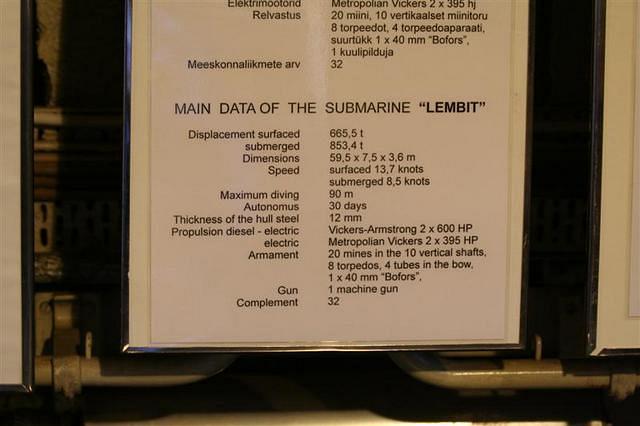 Elektrimootorid Metropolian Vickers 2 x 395 hj
Relvastus 20 miini, 10 vertikaalset miinitoru
8 torpeedot, 4 torpeedoaparaati,
suurtükk 1 x 40 mm "Bofors",
1 kuulipilduja
Meeskonnaliikmete arv 32
MAIN DATA OF THE SUBMARINE "LEMBIT"
Displacement surfaced 665,5 t
submerged 853,4 t
Dimensions 59,5 x 7,5 x 3,6 m
Speed surfaced 13,7 knots
submerged 8,5 knots
Maximum diving 90 m
Autonomus 30 days
Thickness of the hull steel 12 mm
Propulsion diesel - electric Vickers-Armstrong 2 x 600 HP
electric Metropolian Vickers 2 x 395 HP
Armament 20 mines in the 10 vertical shafts,
8 torpedos, 4 tubes in the bow,
1 x 40 mm "Bofors",
Gun 1 machine gun
Complement 32